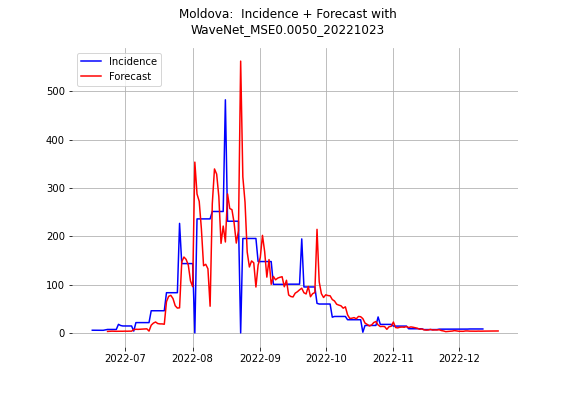 Moldova:  Incidence + Forecast with
WaveNet_MSE0.0050_20221023
Incidence
Forecast
500
400
300
200
100
0
2022-07 2022-08 2022-09 2022-10 2022-11 2022-12